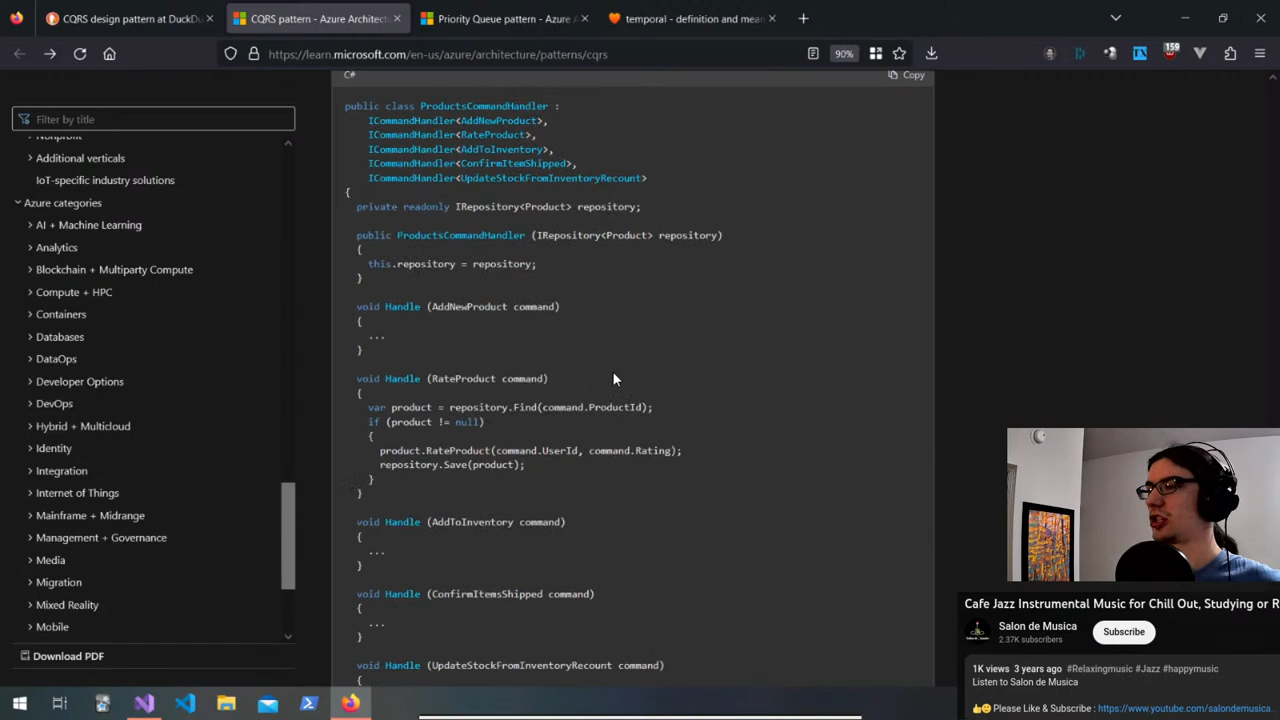 CQRS design pattern at DuckDu
CQRS pattern - Azure Architect
Priority Queue pattern - Azure A
temporal - definition and mean
https://learn.microsoft.com/en-us/azure/architecture/patterns/cqrs
90%
159
Filter by title
Nonprofit
Additional verticals
IoT-specific industry solutions
Azure categories
AI + Machine Learning
Analytics
Blockchain + Multiparty Compute
Compute + HPC
Containers
Databases
DataOps
Developer Options
DevOps
Hybrid + Multicloud
Identity
Integration
Internet of Things
Mainframe + Midrange
Management + Governance
Media
Migration
Mixed Reality
Mobile
Download PDF
C#
Copy
public class ProductsCommandHandler :
ICommandHandler<AddNewProduct>,
ICommandHandler<RateProduct>,
ICommandHandler<AddToInventory>,
ICommandHandler<ConfirmItemShipped>,
ICommandHandler<UpdateStockFromInventoryRecount>
{
private readonly IRepository<Product> repository;
public ProductsCommandHandler (IRepository<Product> repository)
{
this.repository = repository;
}
void Handle (AddNewProduct command)
{
...
}
void Handle (RateProduct command)
{
var product = repository.Find(command.ProductId);
if (product != null)
{
product.RateProduct(command.UserId, command.Rating);
repository.Save(product);
}
}
void Handle (AddToInventory command)
{
...
}
void Handle (ConfirmItemsShipped command)
{
...
}
void Handle (UpdateStockFromInventoryRecount command)
{
Cafe Jazz Instrumental Music for Chill Out, Studying or R
Salon de Musica
2.37K subscribers
Subscribe
1K views 3 years ago #Relaxingmusic #Jazz #happymusic
Listen to Salon de Musica
Please Like & Subscribe : https://www.youtube.com/salondemusica...